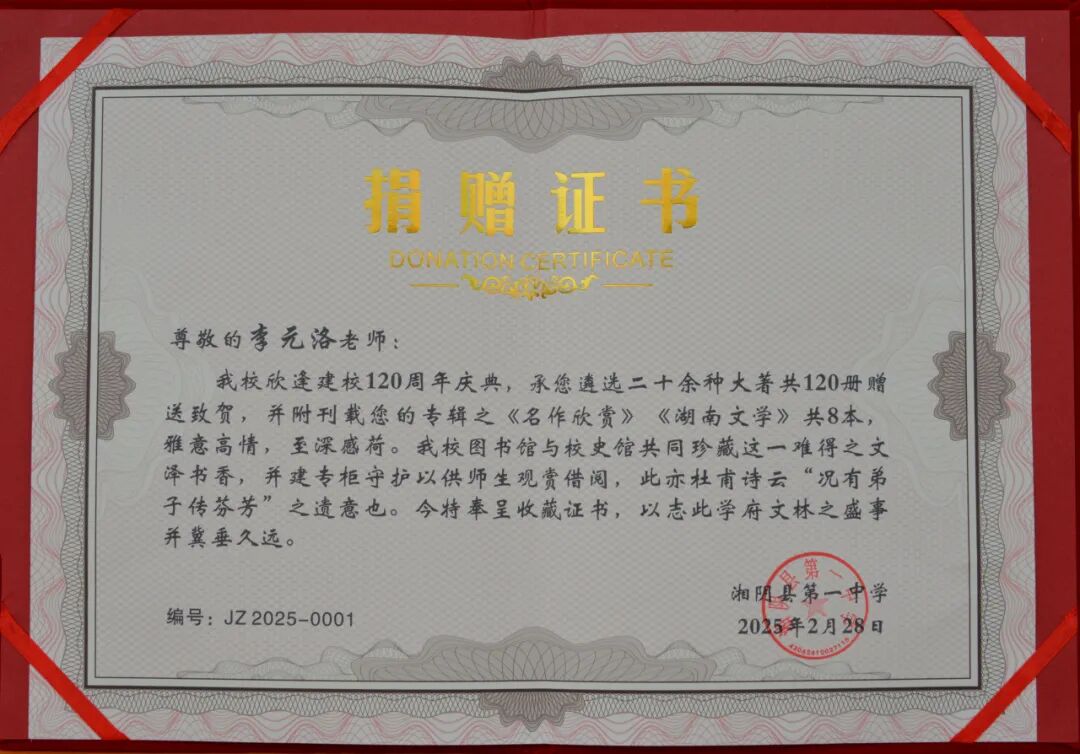 捐赠证书
DONATION CERTIFICATE
尊敬的李元洛老师：
我校欣逢建校120周年庆典，承您遴选二十余种大著共120册赠
送致贺，并附刊载您的专辑之《名作欣赏》《湖南文学》共8本，
雅意高情，至深感荷。我校图书馆与校史馆共同珍藏这一难得之文
泽书香，并建专柜守护以供师生观赏借阅，此亦杜甫诗云“况有弟
子传芬芳”之遗意也。今特奉呈收藏证书，以志此学府文林之盛事
并冀垂久远。
湘阴县第一中学
编号：JZ 2025-0001
2025年2月28日
湘阴县第一中学